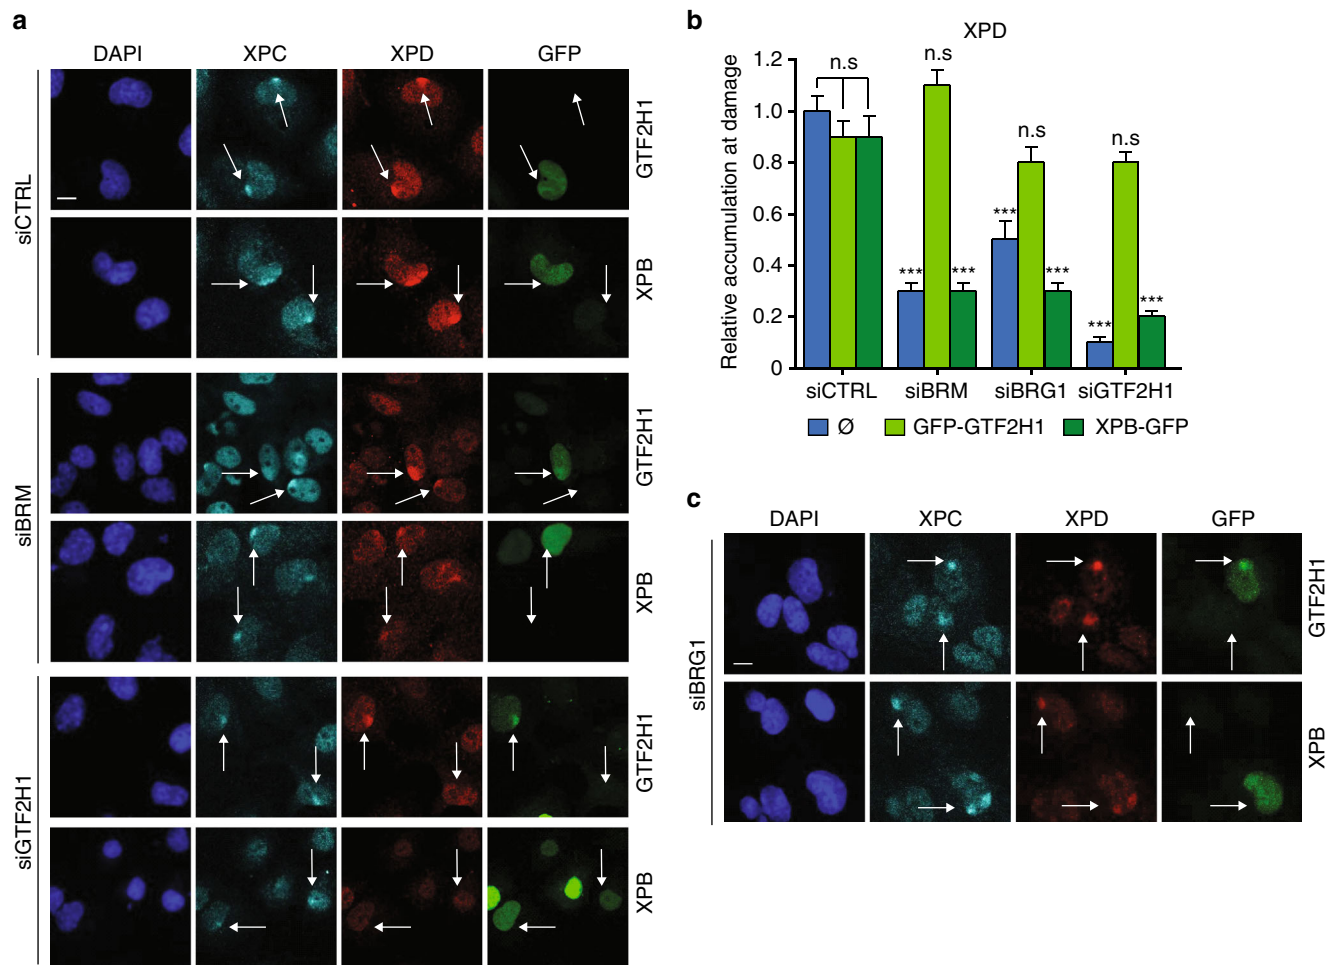 a
DAPI XPC XPD GFP
siCTRL
GTF2H1
XPB
siBRM
GTF2H1
XPB
siGTF2H1
GTF2H1
XPB
b
XPD
Relative accumulation at damage
1.2
1.0
0.8
0.6
0.4
0.2
0
n.s
n.s
n.s
n.s
***
***
***
***
***
***
siCTRL siBRM siBRG1 siGTF2H1
Ø GFP-GTF2H1 XPB-GFP
c
DAPI XPC XPD GFP
siBRG1
GTF2H1
XPB